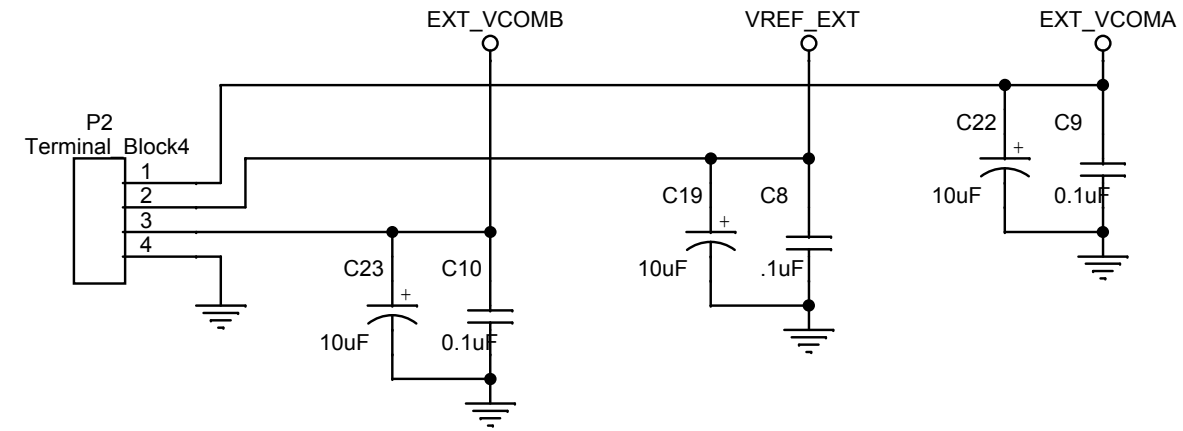 EXT_VCOMB
VREF_EXT
EXT_VCOMA
P2
Terminal_Block4
1
2
3
4
C22
+
10uF
C9
0.1uF
C19
+
10uF
C8
.1uF
C23
+
10uF
C10
0.1uF